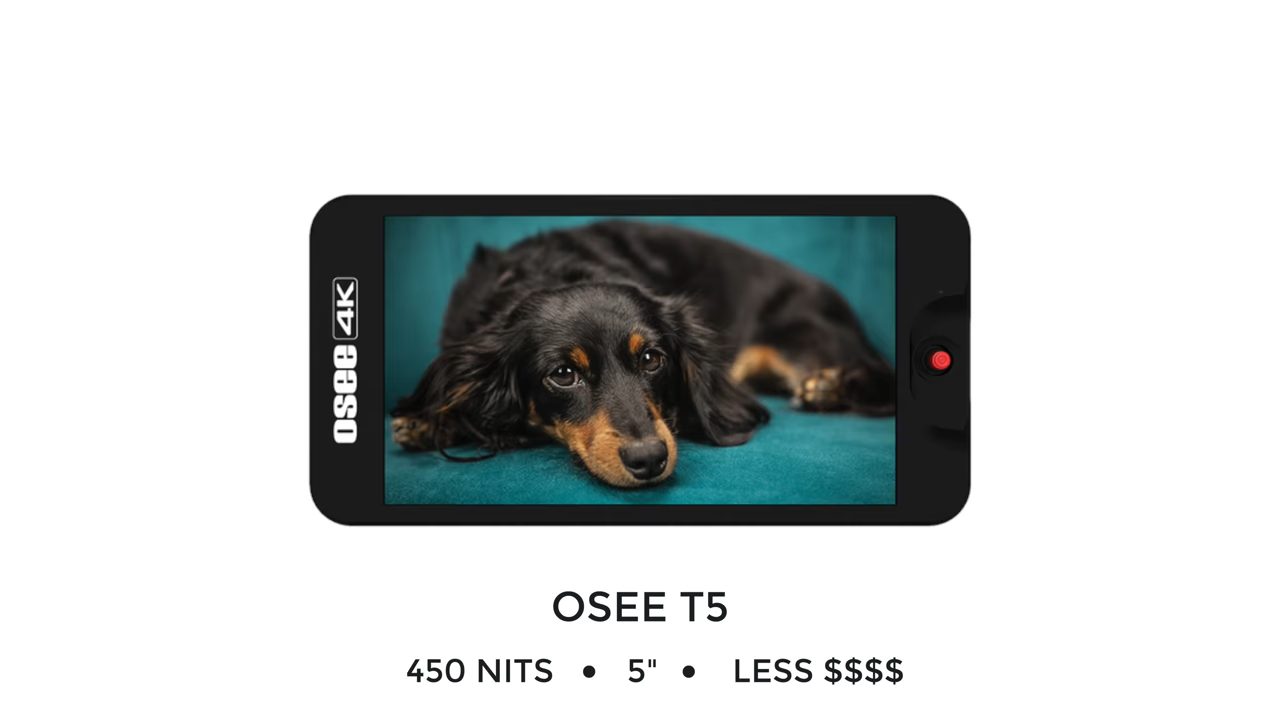 osee 4K
OSEE T5
450 NITS • 5" • LESS $$$$